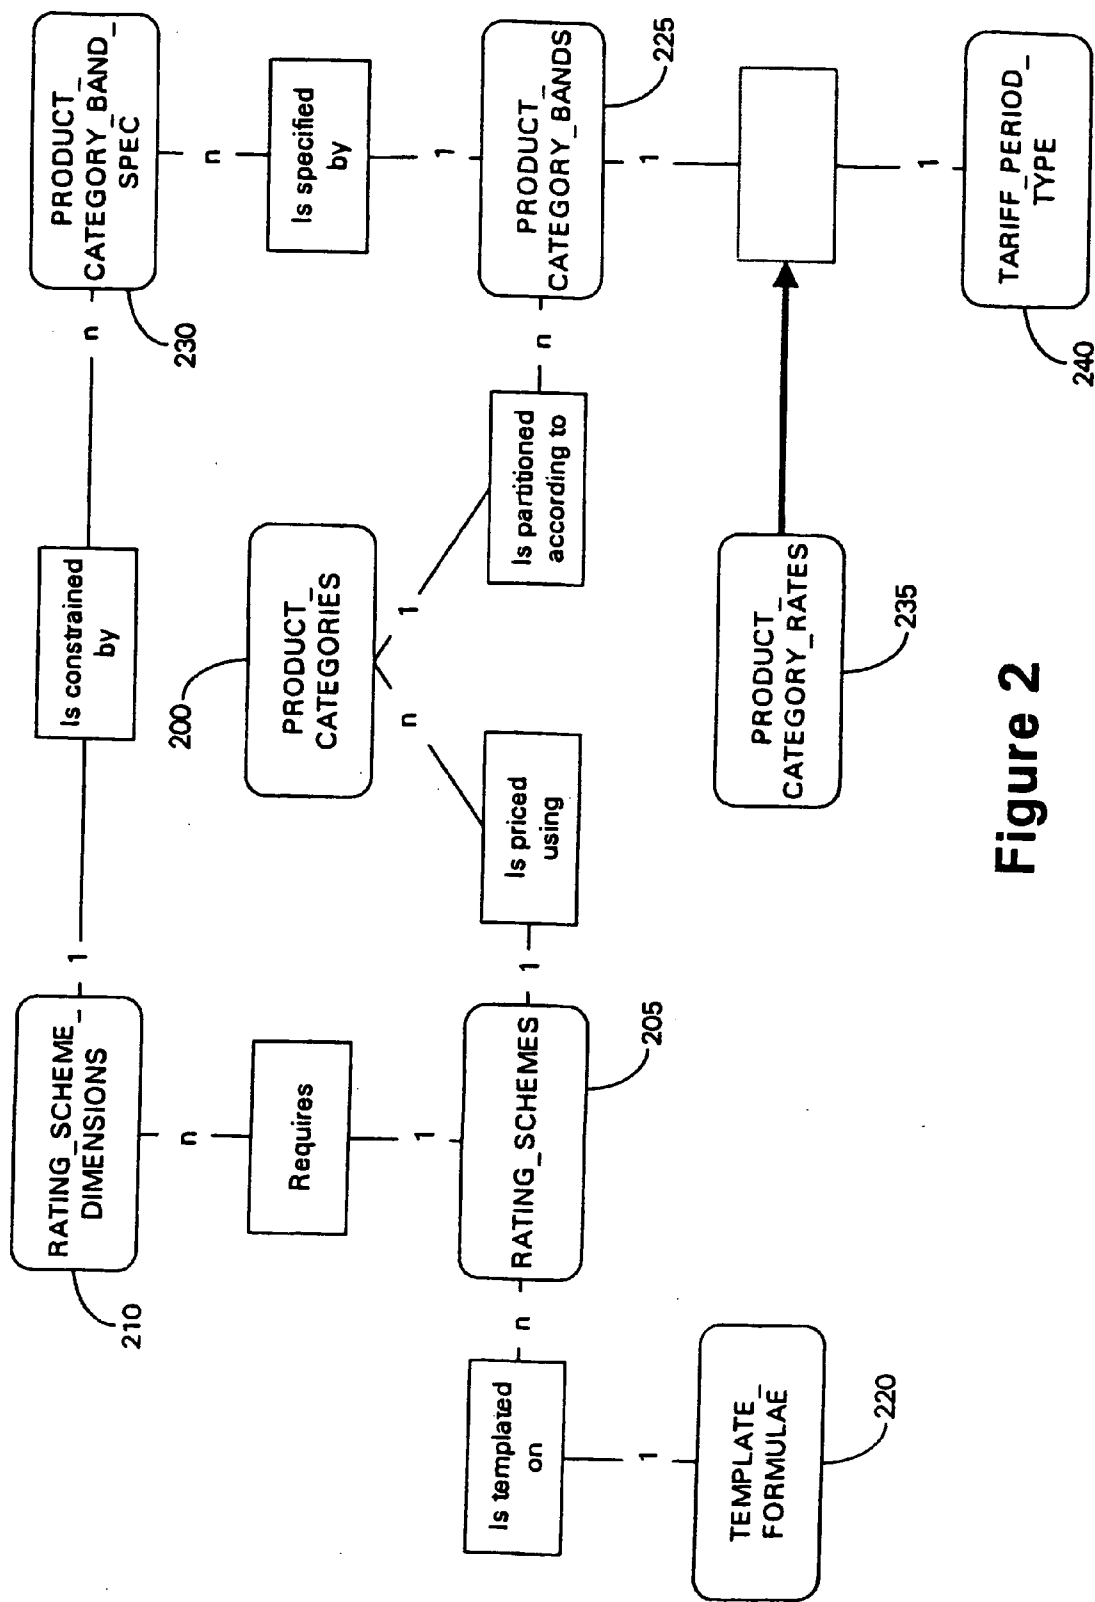 RATING_SCHEME_
DIMENSIONS
210
1
Is constrained
by
n
PRODUCT_
CATEGORY_BAND_
SPEC
230
n
Requires
1
200
PRODUCT_
CATEGORIES
n
1
n
Is specified
by
1
Is templated
on
n
RATING_SCHEMES
205
1
Is priced
using
Is partitioned
according to
n
PRODUCT_
CATEGORY_BANDS
225
1
TEMPLATE_
FORMULAE
220
PRODUCT_
CATEGORY_RATES
235
1
1
TARIFF_PERIOD_
TYPE
240
Figure 2